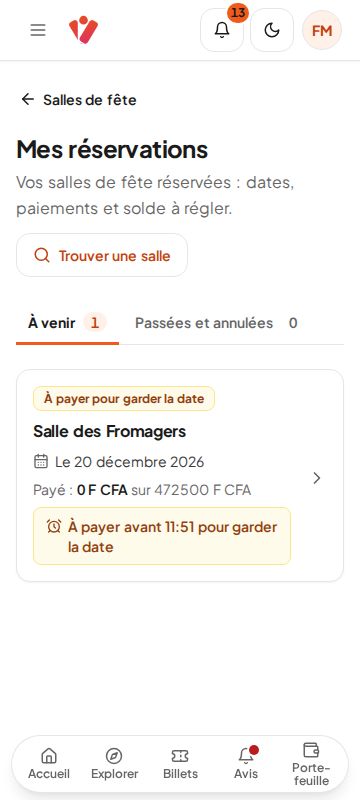 13
FM
Salles de fête
Mes réservations
Vos salles de fête réservées : dates,
paiements et solde à régler.
Trouver une salle
À venir 1 Passées et annulées 0
À payer pour garder la date
Salle des Fromagers
Le 20 décembre 2026
Payé : 0 F CFA sur 472500 F CFA
À payer avant 11:51 pour garder
la date
Accueil Explorer Billets Avis Porte-
feuille